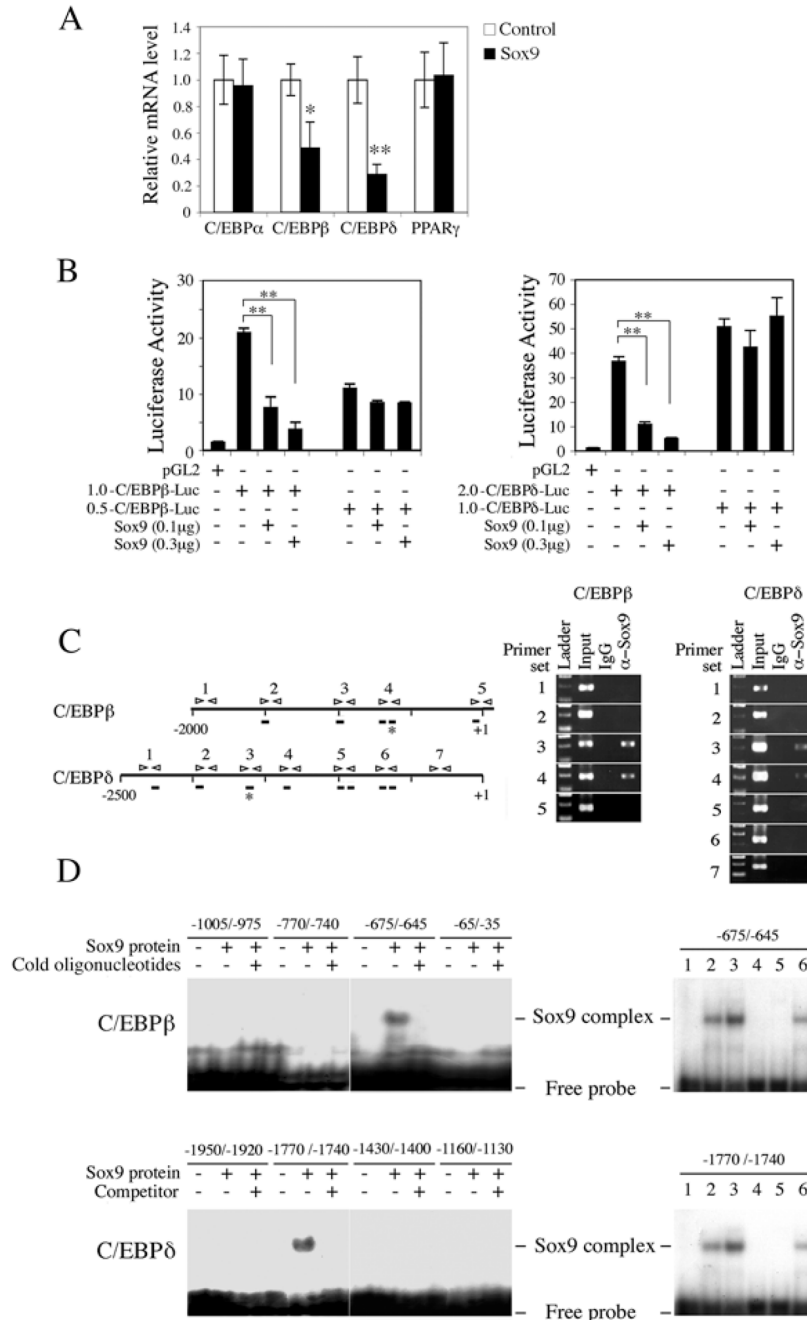 A
Control
Sox9
Relative mRNA level
1.4
1.2
1.0
0.8
0.6
0.4
0.2
0
*
**
C/EBPα C/EBPβ C/EBPδ PPARγ
B
Luciferase Activity
30
20
10
0
**
**
pGL2 + - - - - - -
1.0-C/EBPβ-Luc - + + + - - -
0.5-C/EBPβ-Luc - - - - + + +
Sox9 (0.1µg) - - + - - + -
Sox9 (0.3µg) - - - + - - +
Luciferase Activity
70
60
50
40
30
20
10
0
**
**
pGL2 + - - - - - -
2.0-C/EBPδ-Luc - + + + - - -
1.0-C/EBPδ-Luc - - - - + + +
Sox9 (0.1µg) - - + - - + -
Sox9 (0.3µg) - - - + - - +
C
1 2 3 4 5
C/EBPβ
-2000 * +1
1 2 3 4 5 6 7
C/EBPδ
-2500 * +1
C/EBPβ
Primer set Ladder Input IgG α-Sox9
1
2
3
4
5
C/EBPδ
Primer set Ladder Input IgG α-Sox9
1
2
3
4
5
6
7
D
-1005/-975 -770/-740 -675/-645 -65/-35
Sox9 protein - + + - + + - + + - + +
Cold oligonucleotides - - + - - + - - + - - +
C/EBPβ
- Sox9 complex -
- Free probe -
-675/-645
1 2 3 4 5 6
-1950/-1920 -1770 /-1740 -1430/-1400 -1160/-1130
Sox9 protein - + + - + + - + + - + +
Competitor - - + - - + - - + - - +
C/EBPδ
- Sox9 complex -
- Free probe -
-1770 /-1740
1 2 3 4 5 6